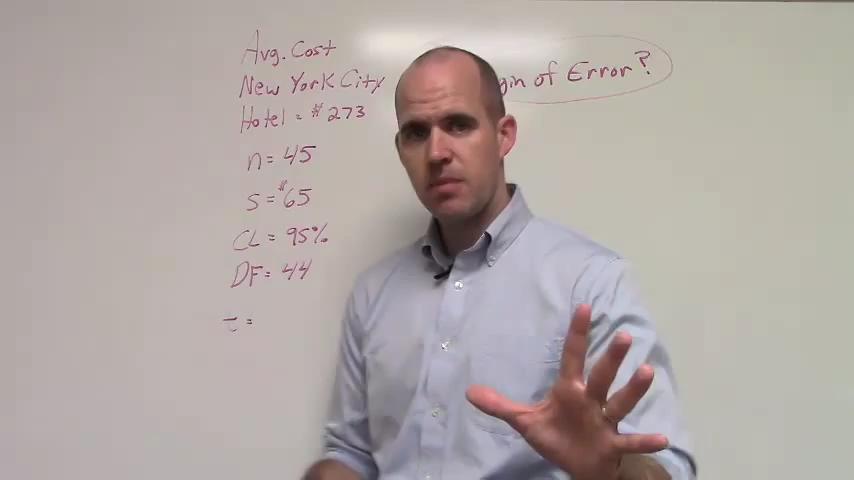 Avg. Cost
New York City
Hotel = $273
gin of Error?
n = 45
s = $65
CL = 95%
DF = 44
τ =